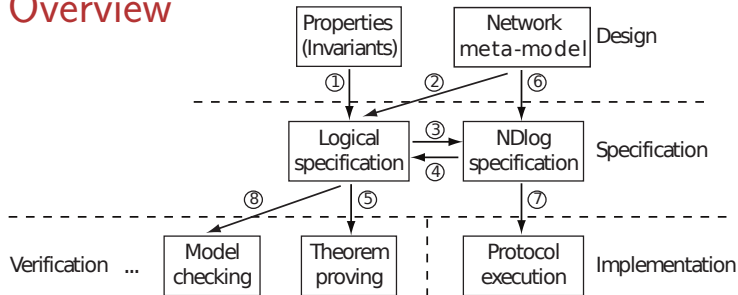 Overview
Properties
(Invariants)
Network
meta-model
Design
①
②
⑥
Logical
specification
③
④
NDlog
specification
Specification
⑧
⑤
⑦
Verification ...
Model
checking
Theorem
proving
Protocol
execution
Implementation